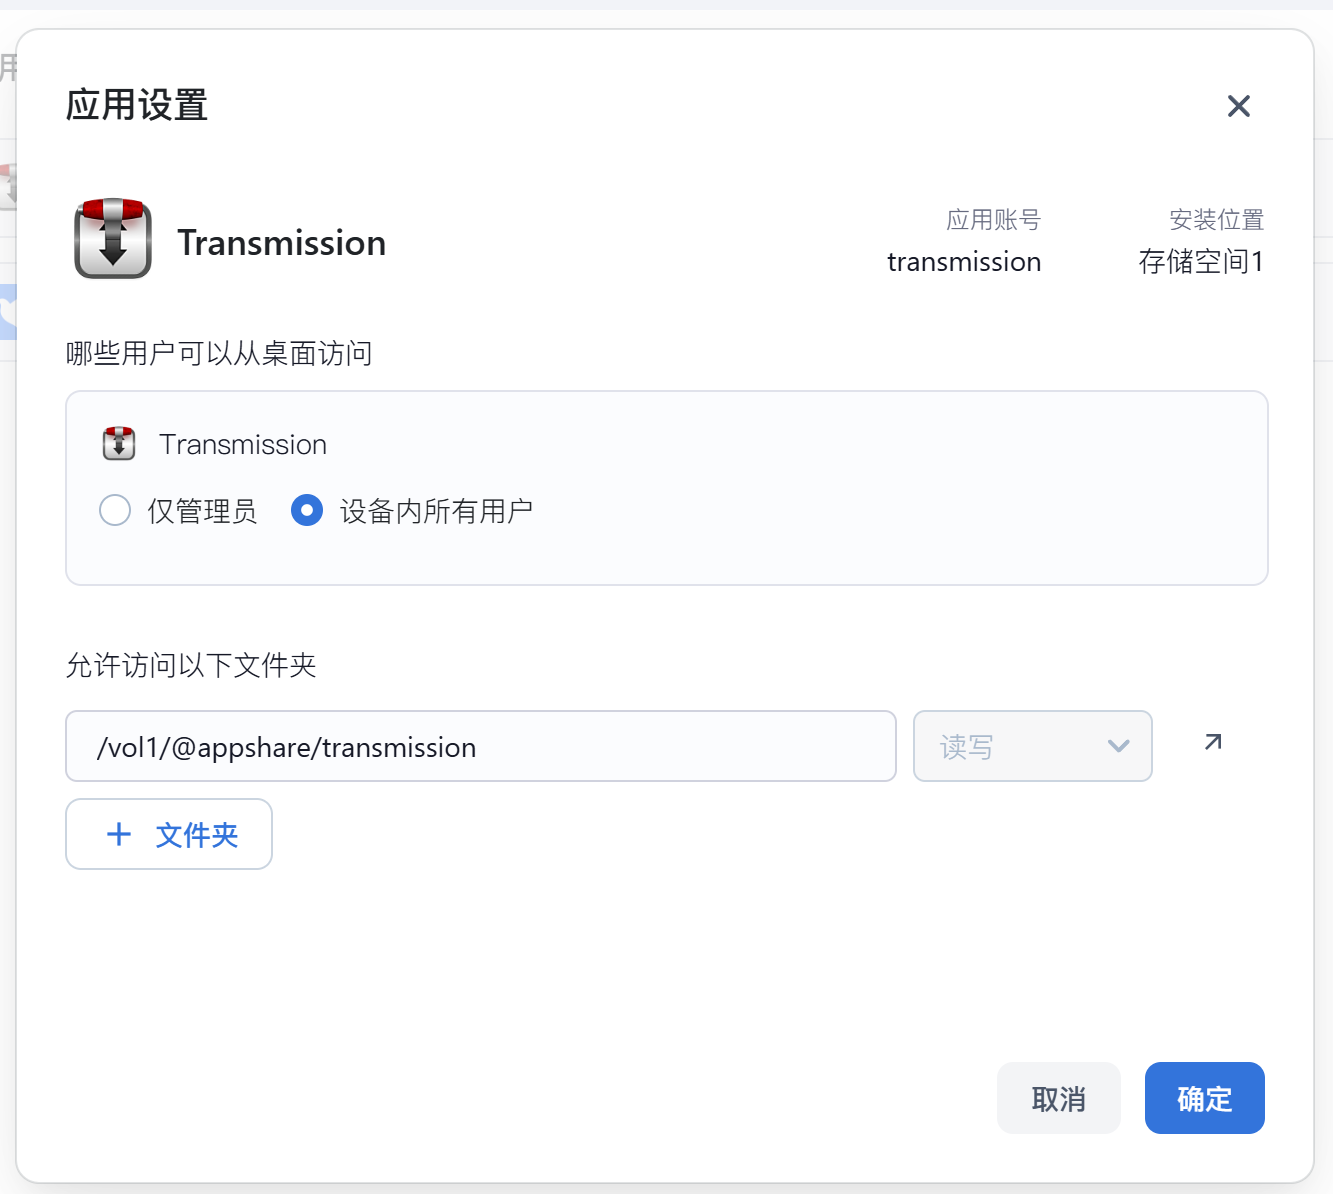 用
应用设置
Transmission
应用账号
transmission
安装位置
存储空间1
哪些用户可以从桌面访问
Transmission
仅管理员
设备内所有用户
允许访问以下文件夹
/vol1/@appshare/transmission
读写
文件夹
取消
确定